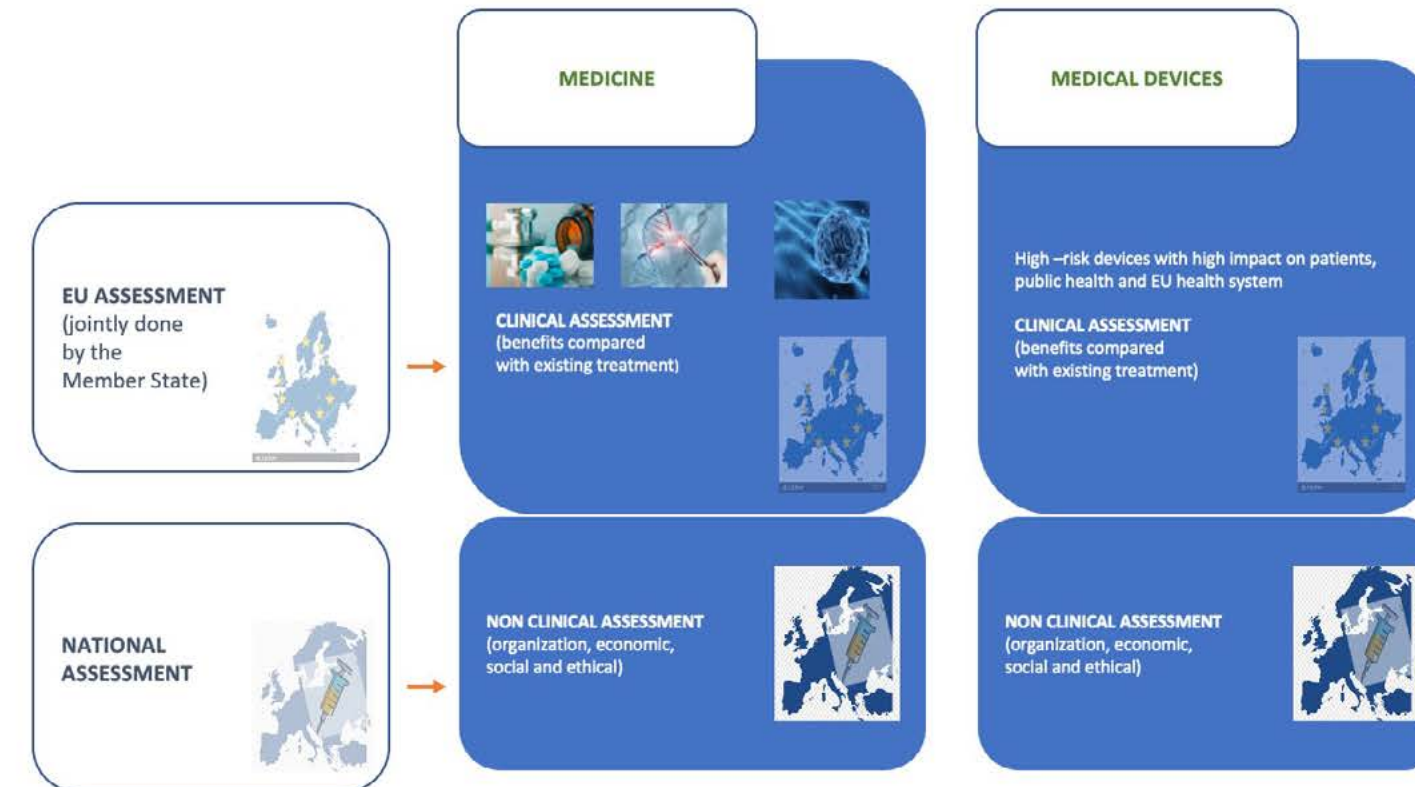 MEDICINE
MEDICAL DEVICES
EU ASSESSMENT
(jointly done
by the
Member State)
CLINICAL ASSESSMENT
(benefits compared
with existing treatment)
High –risk devices with high impact on patients,
public health and EU health system
CLINICAL ASSESSMENT
(benefits compared
with existing treatment)
NATIONAL
ASSESSMENT
NON CLINICAL ASSESSMENT
(organization, economic,
social and ethical)
NON CLINICAL ASSESSMENT
(organization, economic,
social and ethical)